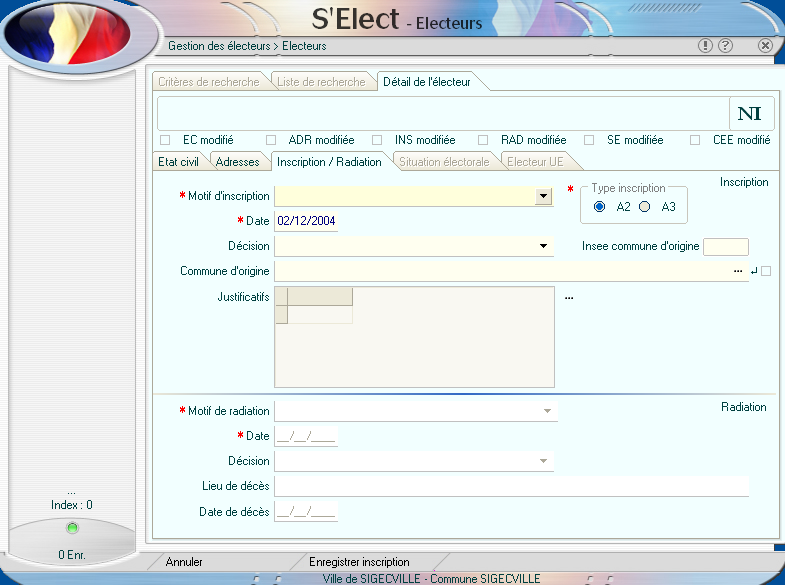 S'Elect - Electeurs
Gestion des électeurs > Electeurs
Critères de recherche Liste de recherche Détail de l'électeur
NI
EC modifié ADR modifiée INS modifiée RAD modifiée SE modifiée CEE modifié
Etat civil Adresses Inscription / Radiation Situation électorale Electeur UE
Inscription
* Motif d'inscription * Type inscription
A2 A3
* Date 02/12/2004
Décision Insee commune d'origine
Commune d'origine ...
Justificatifs ...
Radiation
* Motif de radiation
* Date __/__/____
Décision
Lieu de décès
Date de décès __/__/____
...
Index : 0
0 Enr.
Annuler Enregistrer inscription
Ville de SIGECVILLE - Commune SIGECVILLE